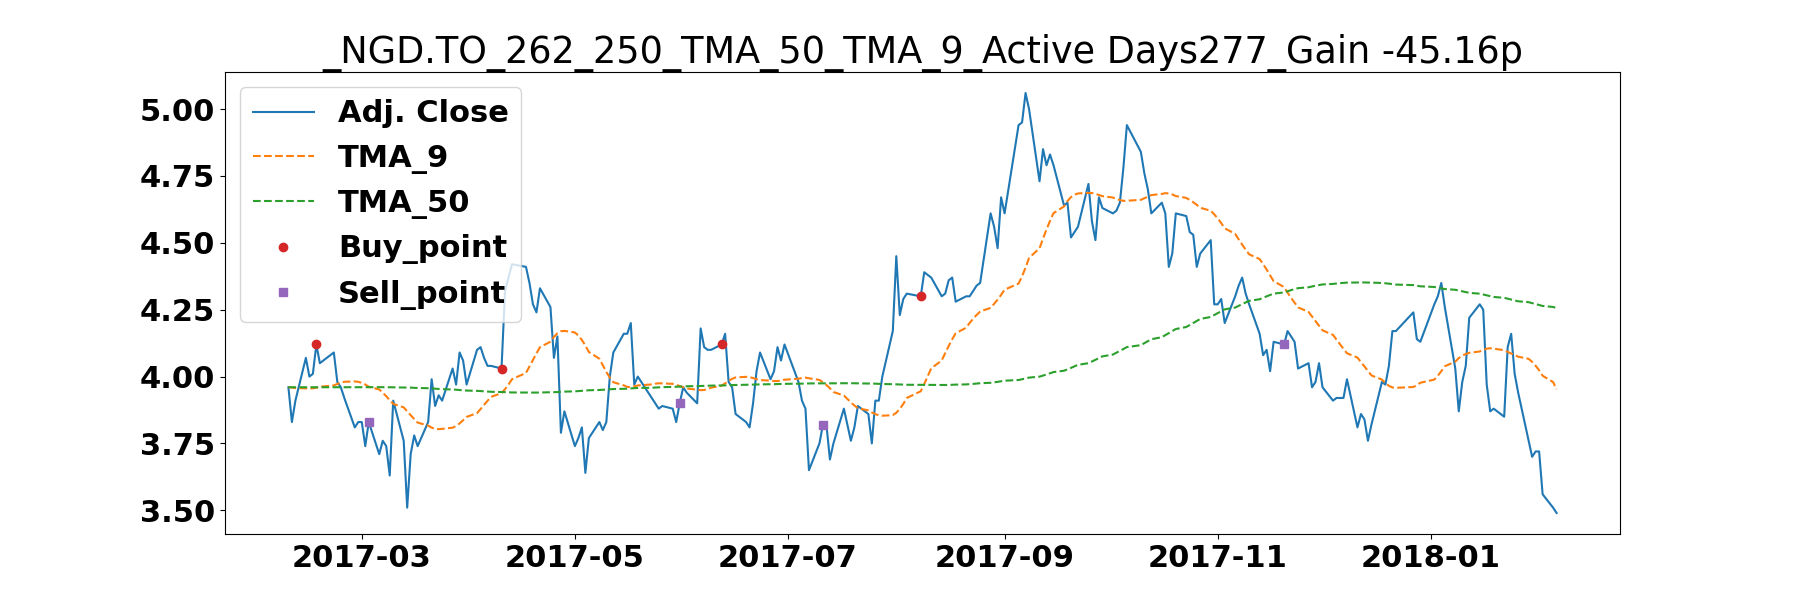 _NGD.TO_262_250_TMA_50_TMA_9_Active Days277_Gain -45.16p
5.00
4.75
4.50
4.25
4.00
3.75
3.50
Adj. Close
TMA_9
TMA_50
Buy_point
Sell_point
2017-03 2017-05 2017-07 2017-09 2017-11 2018-01